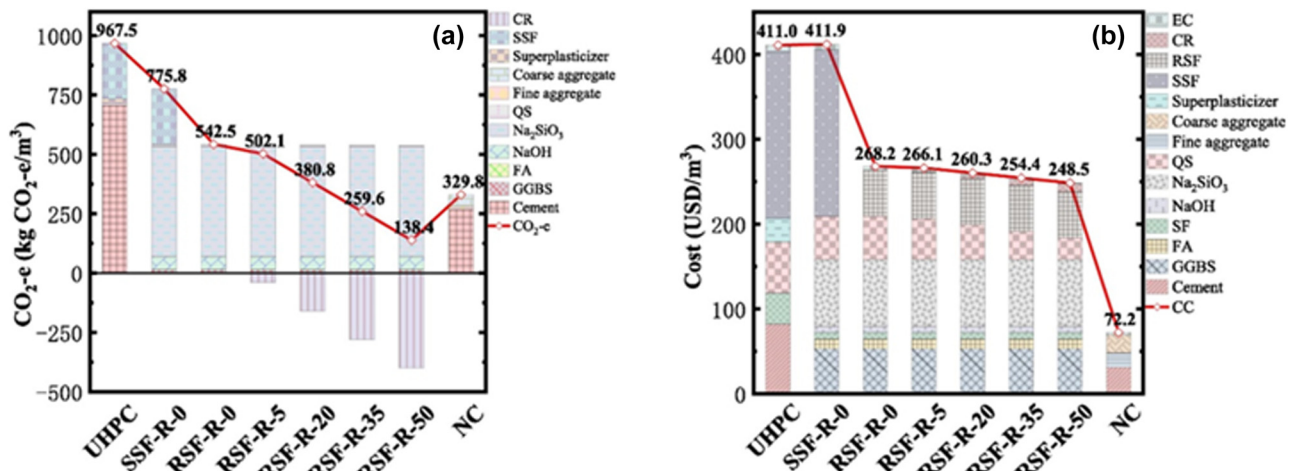 (a)
CO₂-e (kg CO₂-e/m³)
1000
750
500
250
0
−250
−500
967.5
775.8
542.5
502.1
380.8
259.6
138.4
329.8
CR
SSF
Superplasticizer
Coarse aggregate
Fine aggregate
QS
Na₂SiO₃
NaOH
FA
GGBS
Cement
CO₂-e
UHPC
SSF-R-0
RSF-R-0
RSF-R-5
RSF-R-20
RSF-R-35
RSF-R-50
NC
(b)
Cost (USD/m³)
400
300
200
100
0
411.0
411.9
268.2
266.1
260.3
254.4
248.5
72.2
EC
CR
RSF
SSF
Superplasticizer
Coarse aggregate
Fine aggregate
QS
Na₂SiO₃
NaOH
SF
FA
GGBS
Cement
CC
UHPC
SSF-R-0
RSF-R-0
RSF-R-5
RSF-R-20
RSF-R-35
RSF-R-50
NC